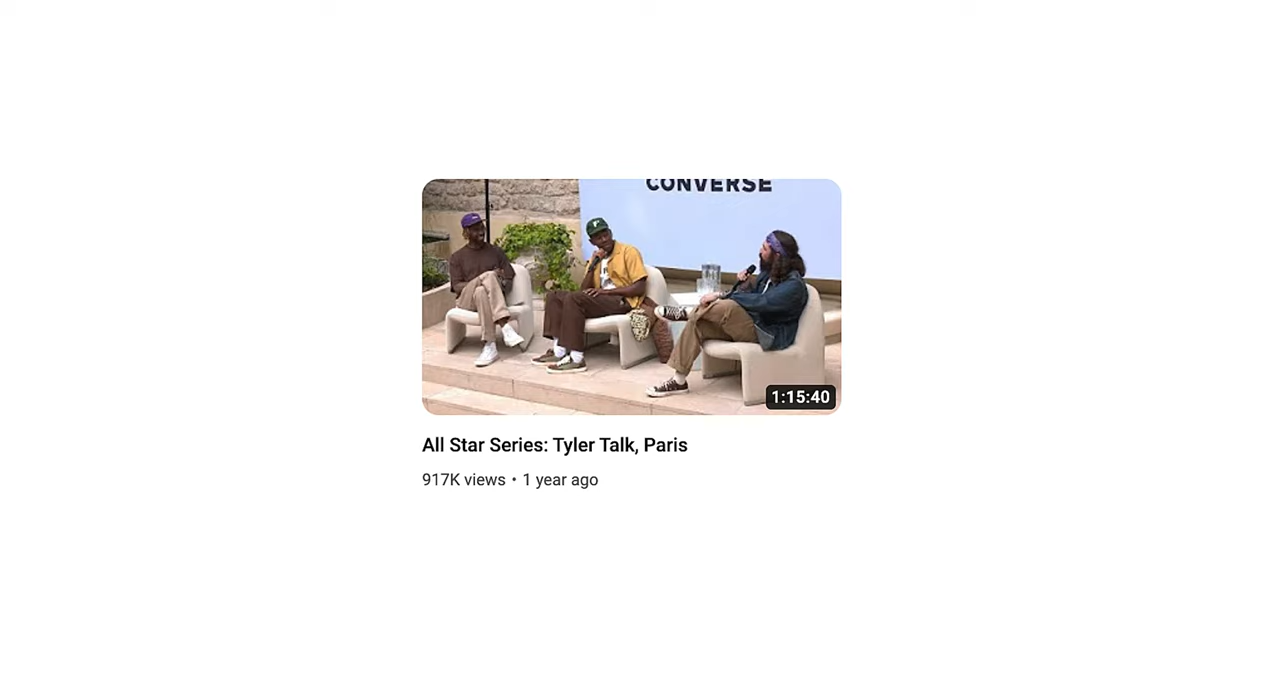 CONVERSE
1:15:40
All Star Series: Tyler Talk, Paris
917K views • 1 year ago